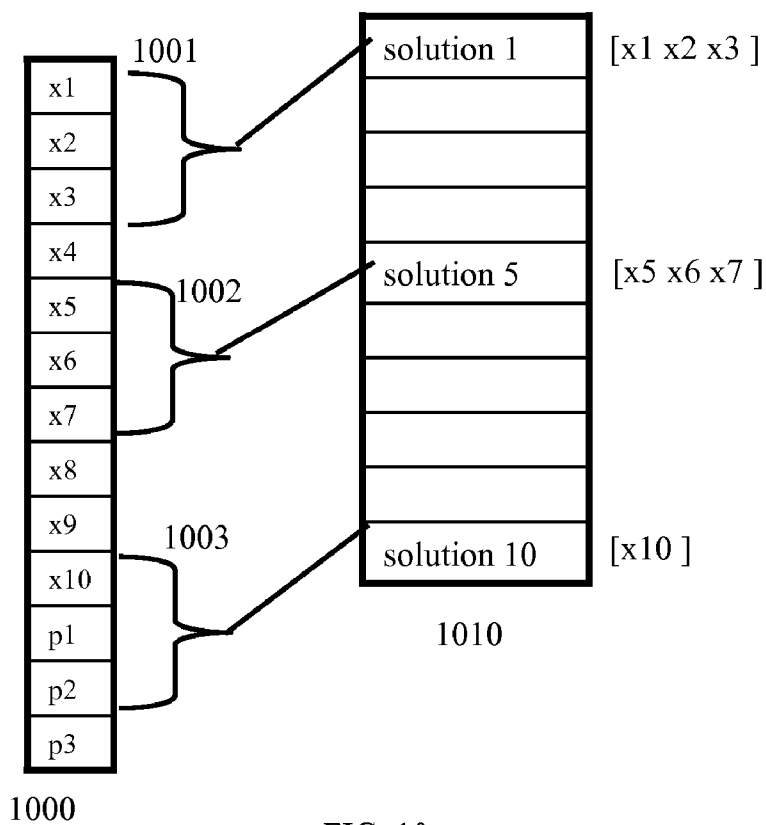 1001
solution 1 [x1 x2 x3 ]
x1
x2
x3
x4
1002
solution 5 [x5 x6 x7 ]
x5
x6
x7
x8
x9
1003
solution 10 [x10 ]
x10
p1
1010
p2
p3
1000